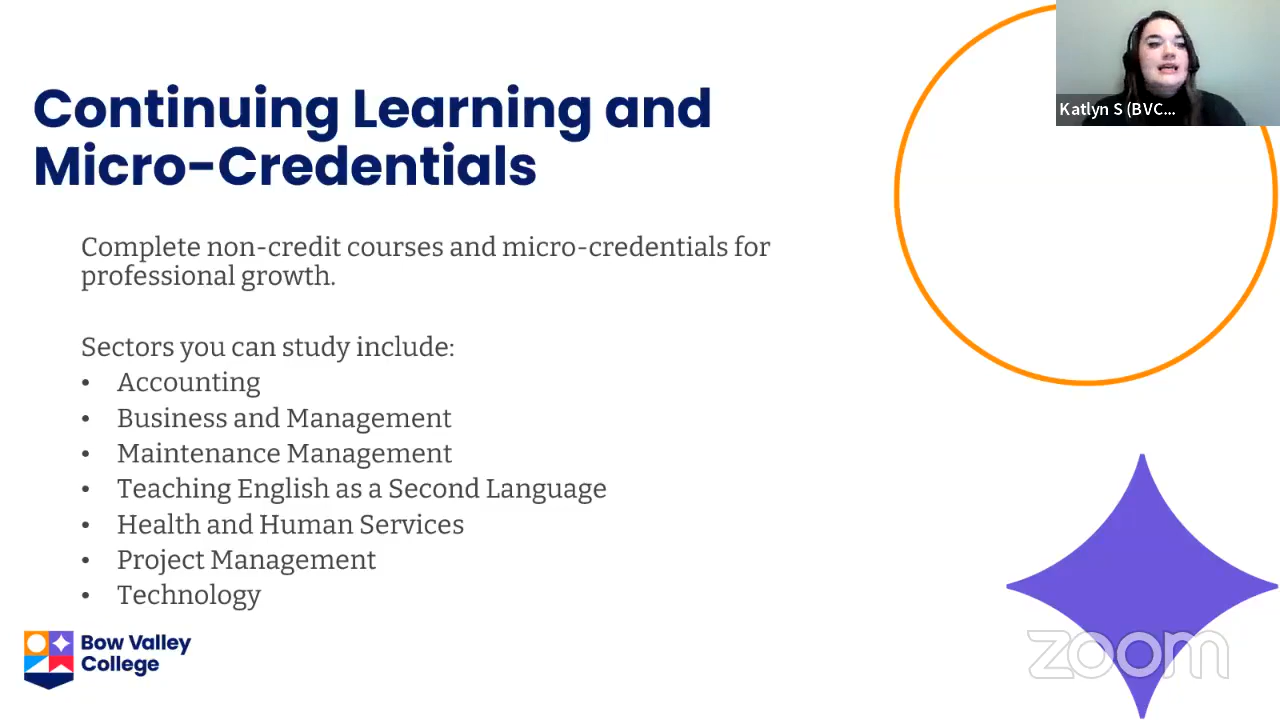 Continuing Learning and
Micro-Credentials
Katlyn S (BVC...
Complete non-credit courses and micro-credentials for
professional growth.
Sectors you can study include:
• Accounting
• Business and Management
• Maintenance Management
• Teaching English as a Second Language
• Health and Human Services
• Project Management
• Technology
Bow Valley
College
zoom